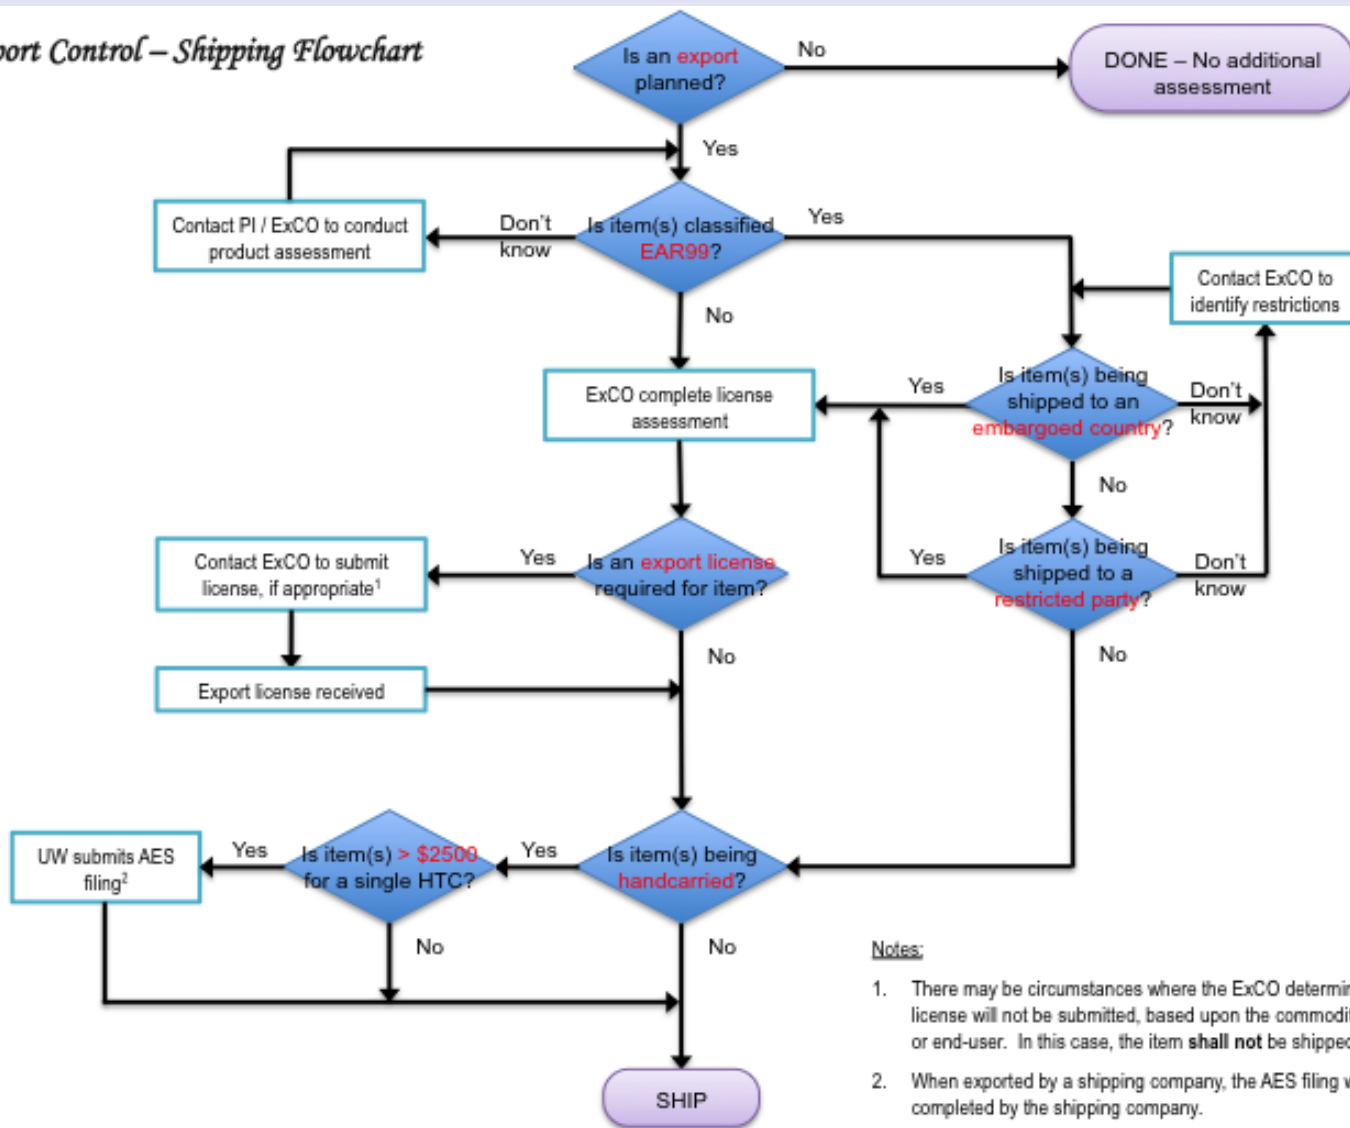 port Control – Shipping Flowchart
Is an export
planned?
No
DONE – No additional
assessment
Yes
Contact PI / ExCO to conduct
product assessment
Don't
know
Is item(s) classified
EAR99?
Yes
Contact ExCO to
identify restrictions
No
ExCO complete license
assessment
Yes
Is item(s) being
shipped to an
embargoed country?
Don't
know
No
Contact ExCO to submit
license, if appropriate¹
Yes
Is an export license
required for item?
Yes
Is item(s) being
shipped to a
restricted party?
Don't
know
No
No
Export license received
UW submits AES
filing²
Yes
Is item(s) > $2500
for a single HTC?
Yes
Is item(s) being
handcarried?
No
No
Notes:
1. There may be circumstances where the ExCO determin
license will not be submitted, based upon the commodit
or end-user. In this case, the item shall not be shipped
2. When exported by a shipping company, the AES filing w
completed by the shipping company.
SHIP